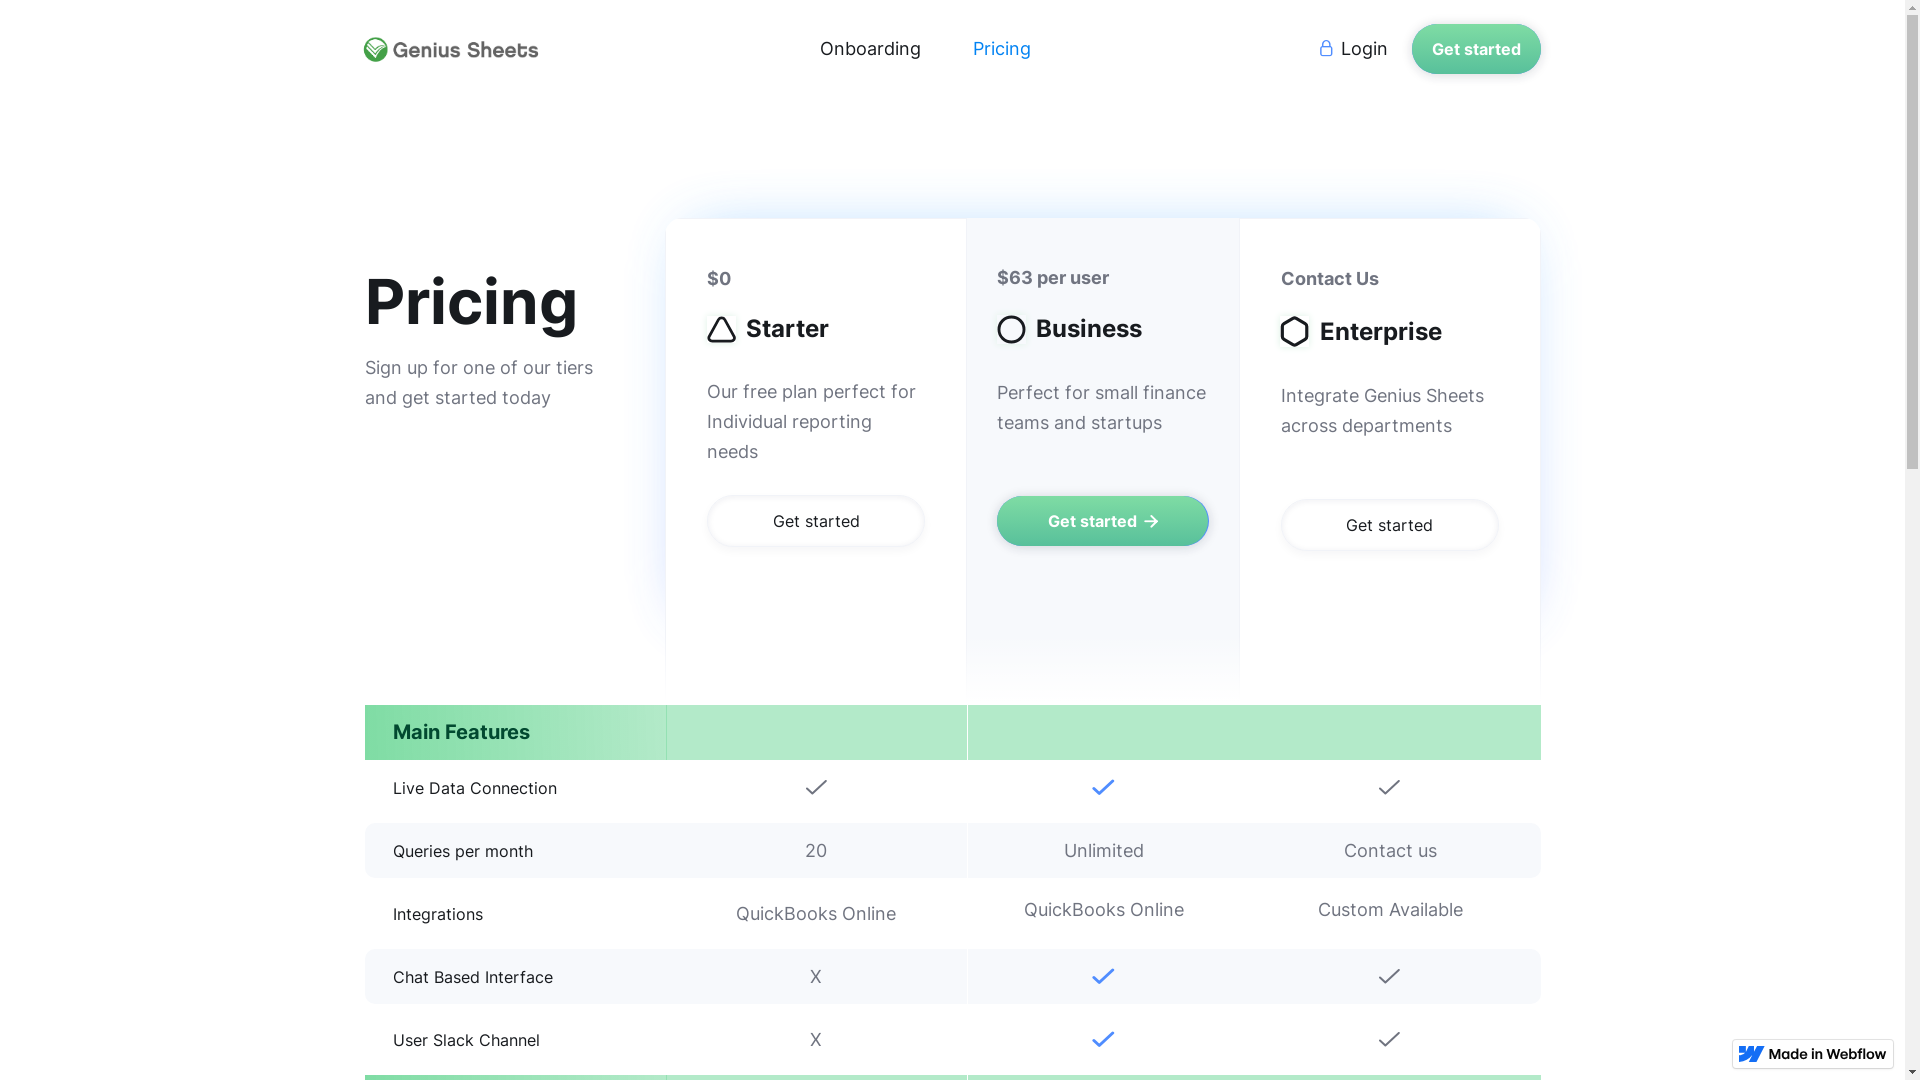 Genius Sheets
Onboarding
Pricing
Login
Get started
Pricing
Sign up for one of our tiers
and get started today
$0
Starter
Our free plan perfect for
Individual reporting
needs
Get started
$63 per user
Business
Perfect for small finance
teams and startups
Get started
Contact Us
Enterprise
Integrate Genius Sheets
across departments
Get started
Main Features
Live Data Connection
Queries per month
20
Unlimited
Contact us
Integrations
QuickBooks Online
QuickBooks Online
Custom Available
Chat Based Interface
X
User Slack Channel
X
Made in Webflow